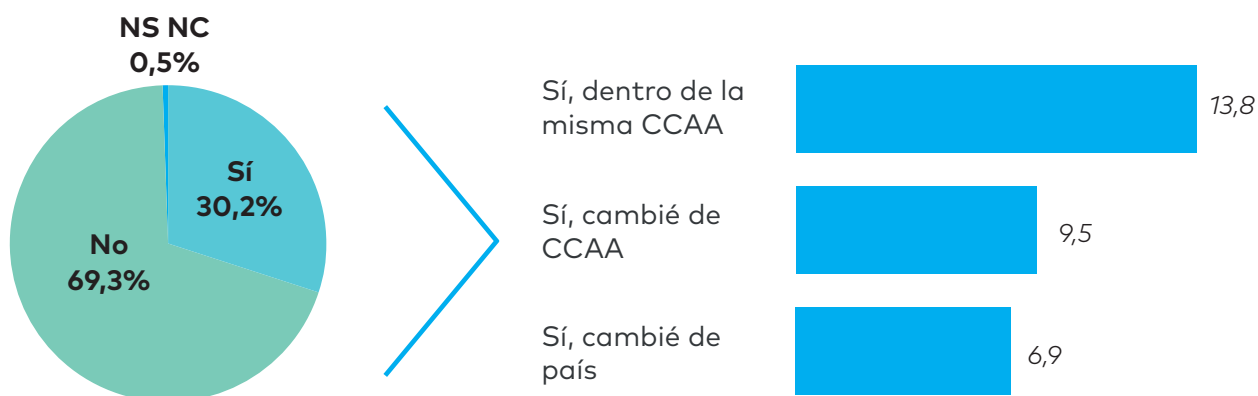 NS NC
0,5%
Sí
30,2%
No
69,3%
Sí, dentro de la
misma CCAA
13,8
Sí, cambié de
CCAA
9,5
Sí, cambié de
país
6,9